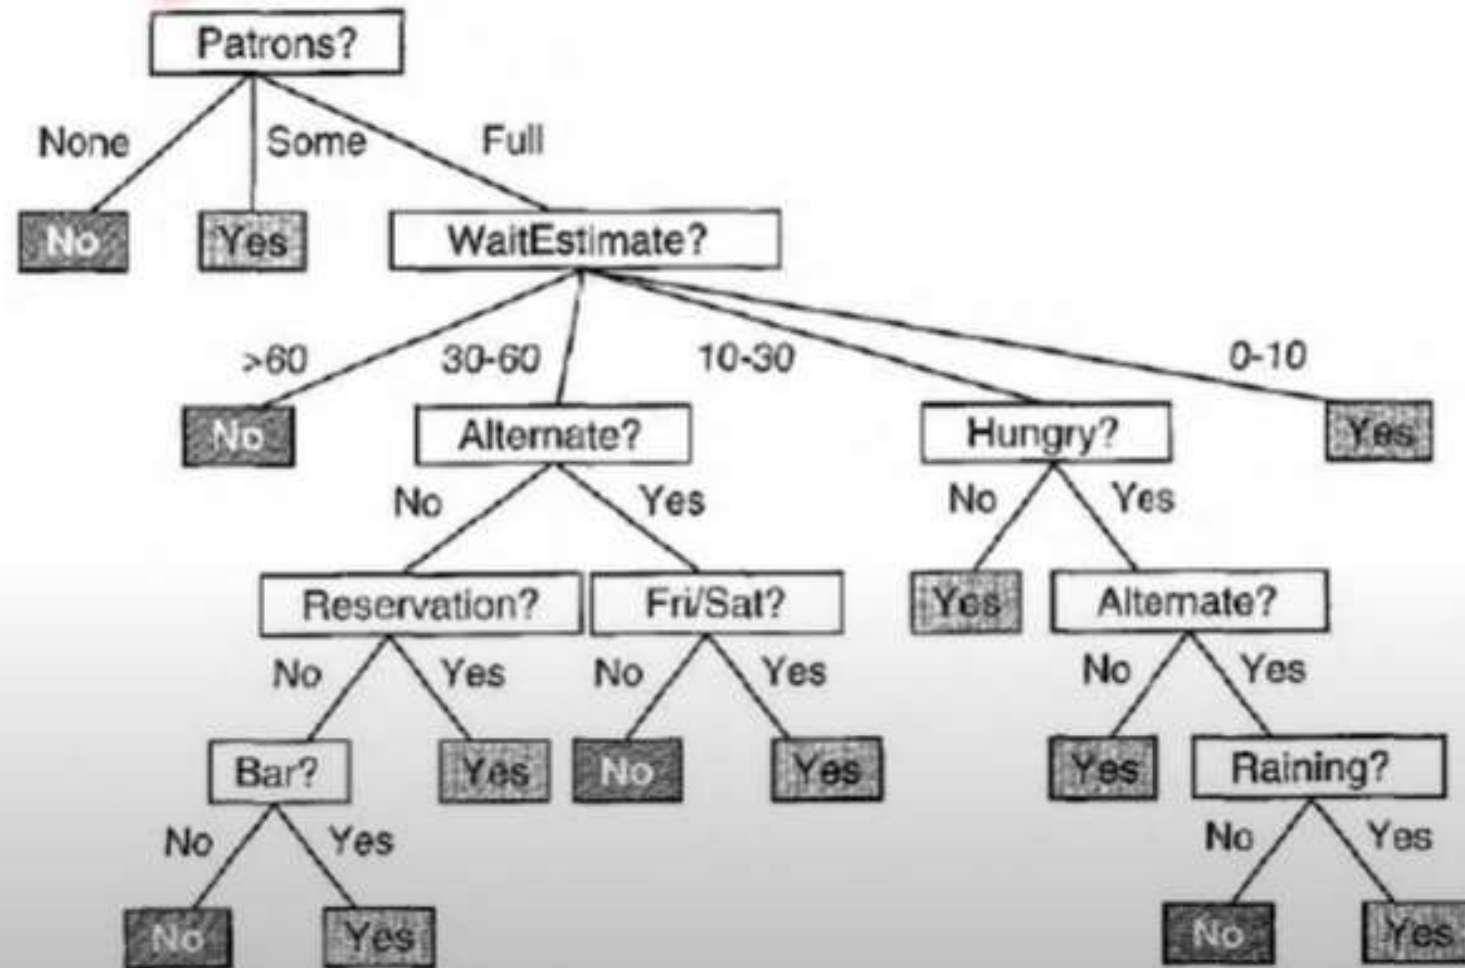 Patrons?
None Some Full
No Yes WaitEstimate?
>60 30-60 10-30 0-10
No Alternate? Hungry? Yes
No Yes No Yes
Reservation? Fri/Sat? Yes Alternate?
No Yes No Yes No Yes
Bar? Yes No Yes Yes Raining?
No Yes No Yes
No Yes No Yes